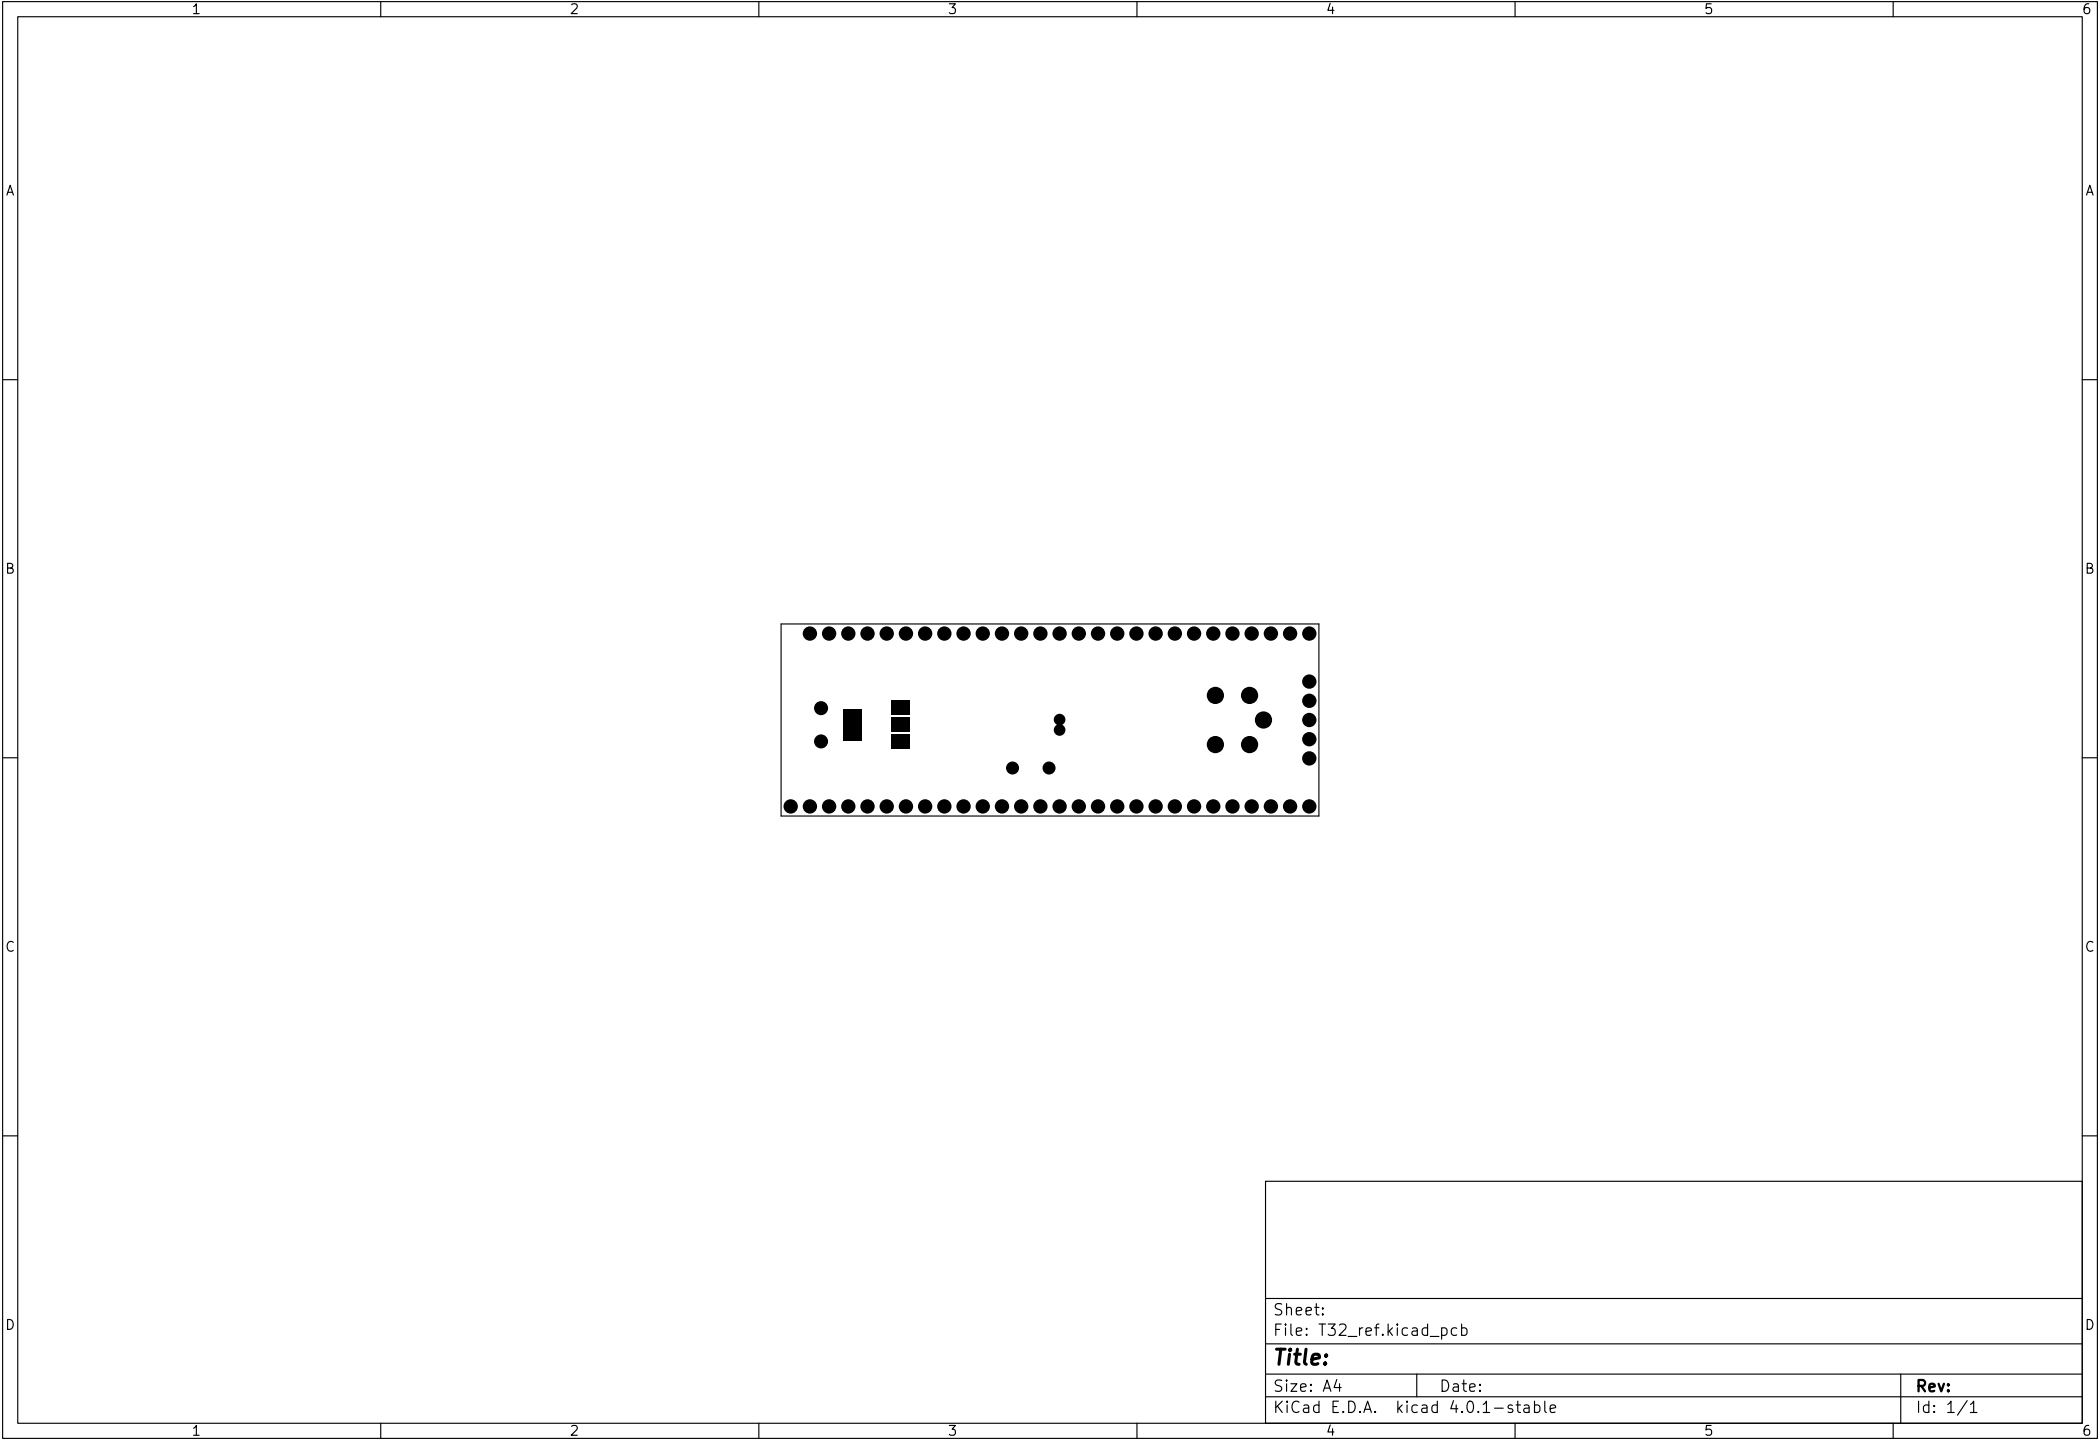 1 2 3 4 5 6
A A
B B
C C
Sheet:
File: T32_ref.kicad_pcb
D D
Title:
Size: A4 Date: Rev:
KiCad E.D.A. kicad 4.0.1-stable Id: 1/1
1 2 3 4 5 6